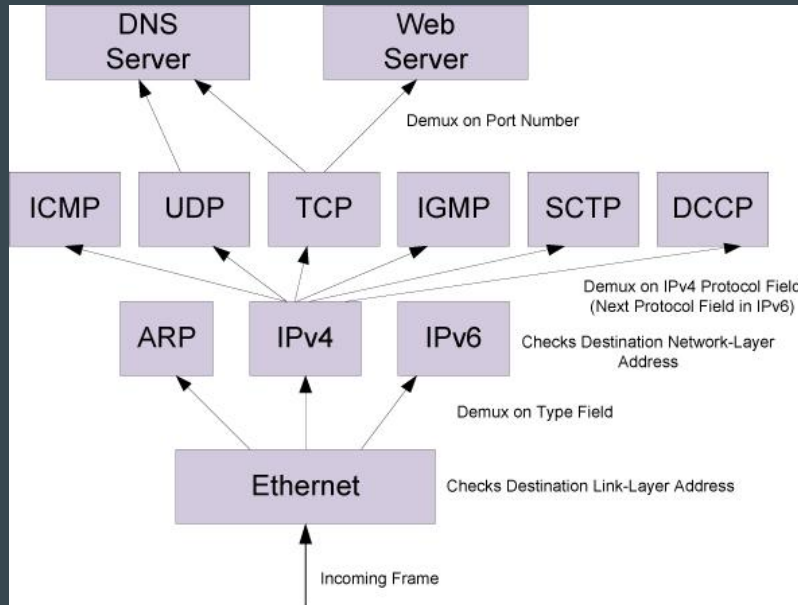 DNS
Server
Web
Server
Demux on Port Number
ICMP
UDP
TCP
IGMP
SCTP
DCCP
Demux on IPv4 Protocol Field
(Next Protocol Field in IPv6)
ARP
IPv4
IPv6
Checks Destination Network-Layer
Address
Demux on Type Field
Ethernet
Checks Destination Link-Layer Address
Incoming Frame